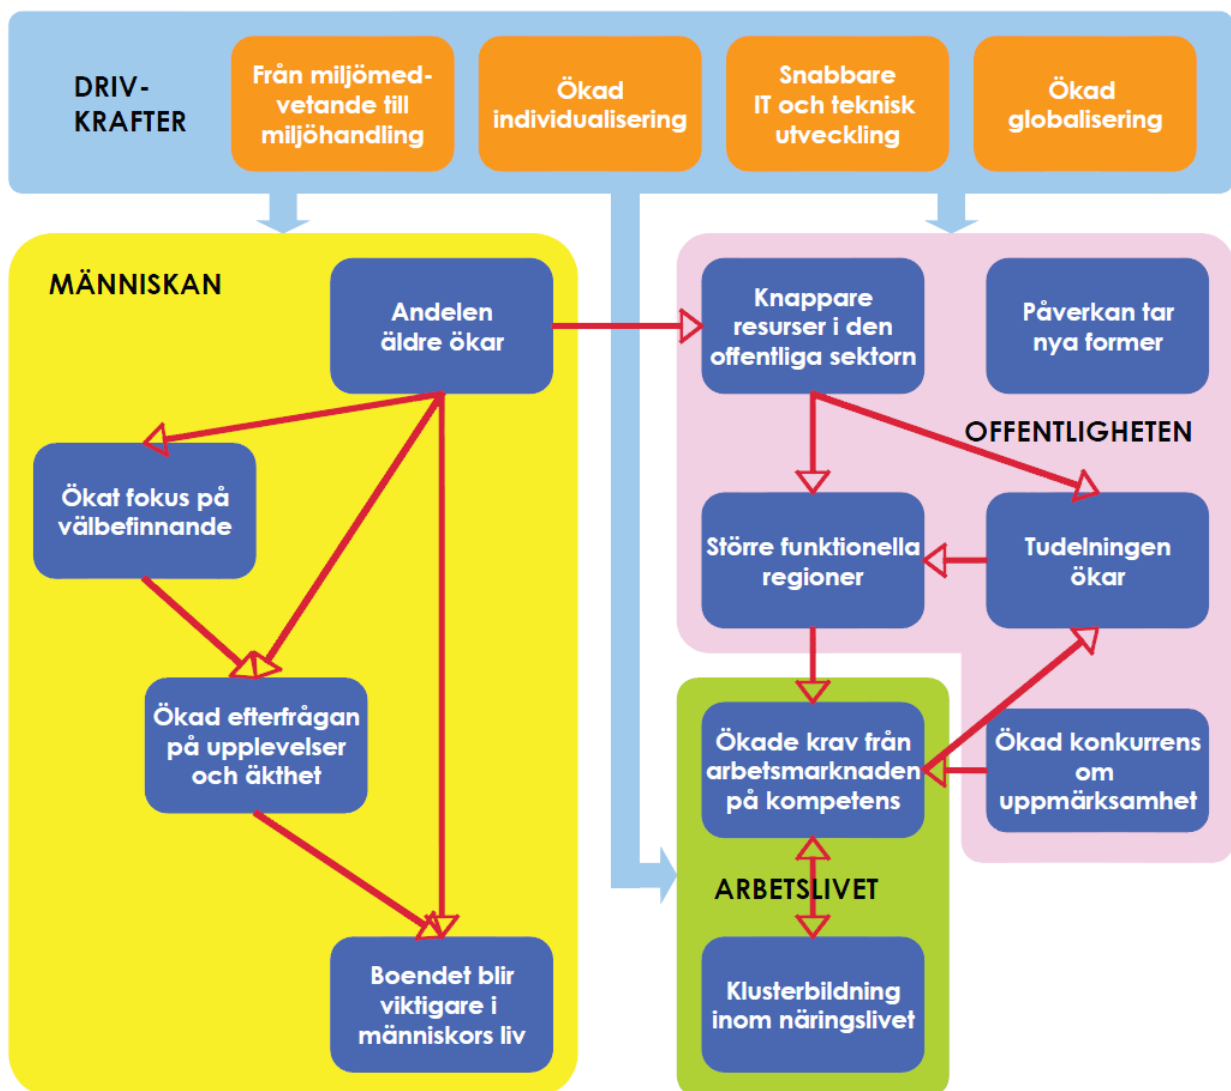 DRIV-
KRAFTER
Från miljömed-
vetande till
miljöhandling
Ökad
individualisering
Snabbare
IT och teknisk
utveckling
Ökad
globalisering
MÄNNISKAN
Andelen
äldre ökar
Ökat fokus på
välbefinnande
Ökad efterfrågan
på upplevelser
och äkthet
Boendet blir
viktigare i
människors liv
Knappare
resurser i den
offentliga sektorn
Påverkan tar
nya former
OFFENTLIGHETEN
Större funktionella
regioner
Tudelningen
ökar
Ökade krav från
arbetsmarknaden
på kompetens
Ökad konkurrens
om
uppmärksamhet
ARBETSLIVET
Klusterbildning
inom näringslivet